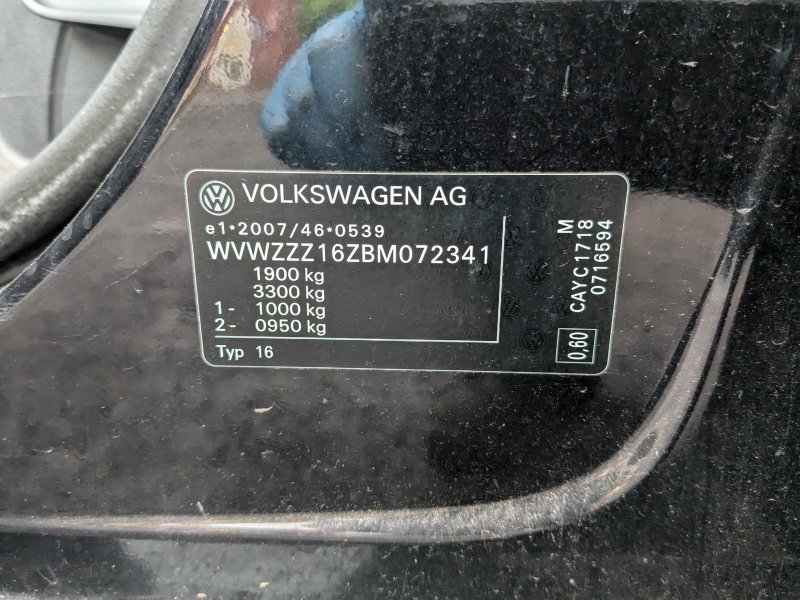 VOLKSWAGEN AG
e1*2007/46*0539
WVWZZZ16ZBM072341
1900 kg
3300 kg
1- 1000 kg
2- 0950 kg
Typ 16
M
CAYC1718
0716594
0,60